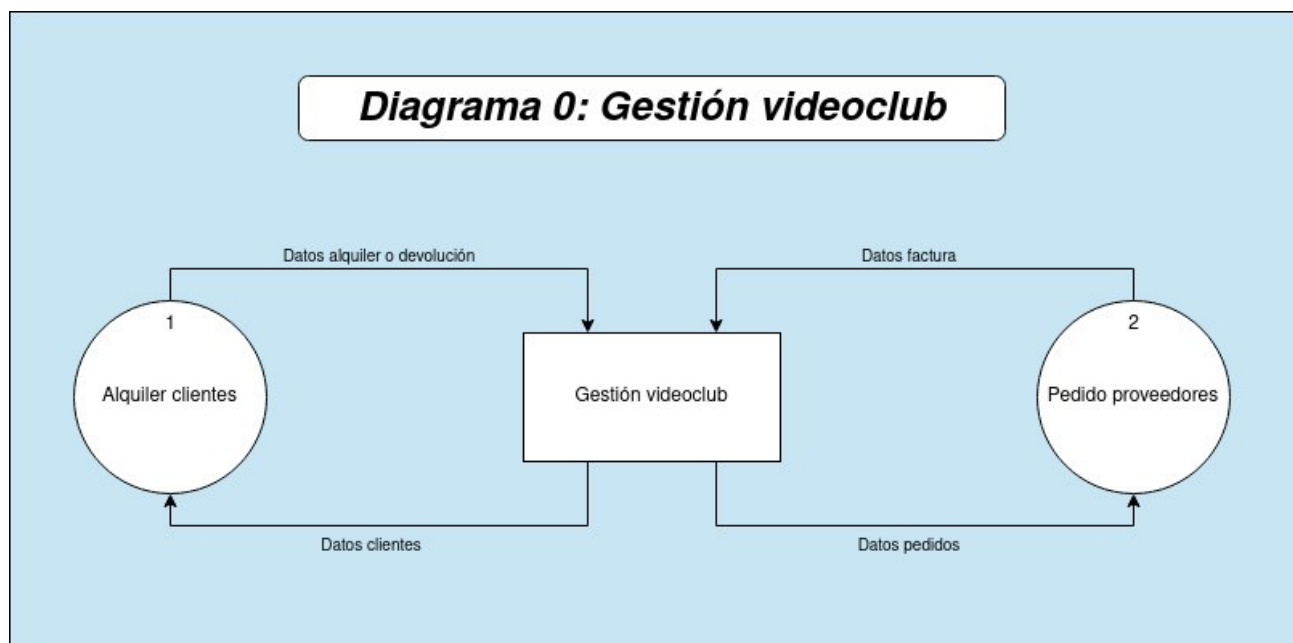 Diagrama 0: Gestión videoclub
Datos alquiler o devolución
Datos factura
1
2
Alquiler clientes
Gestión videoclub
Pedido proveedores
Datos clientes
Datos pedidos